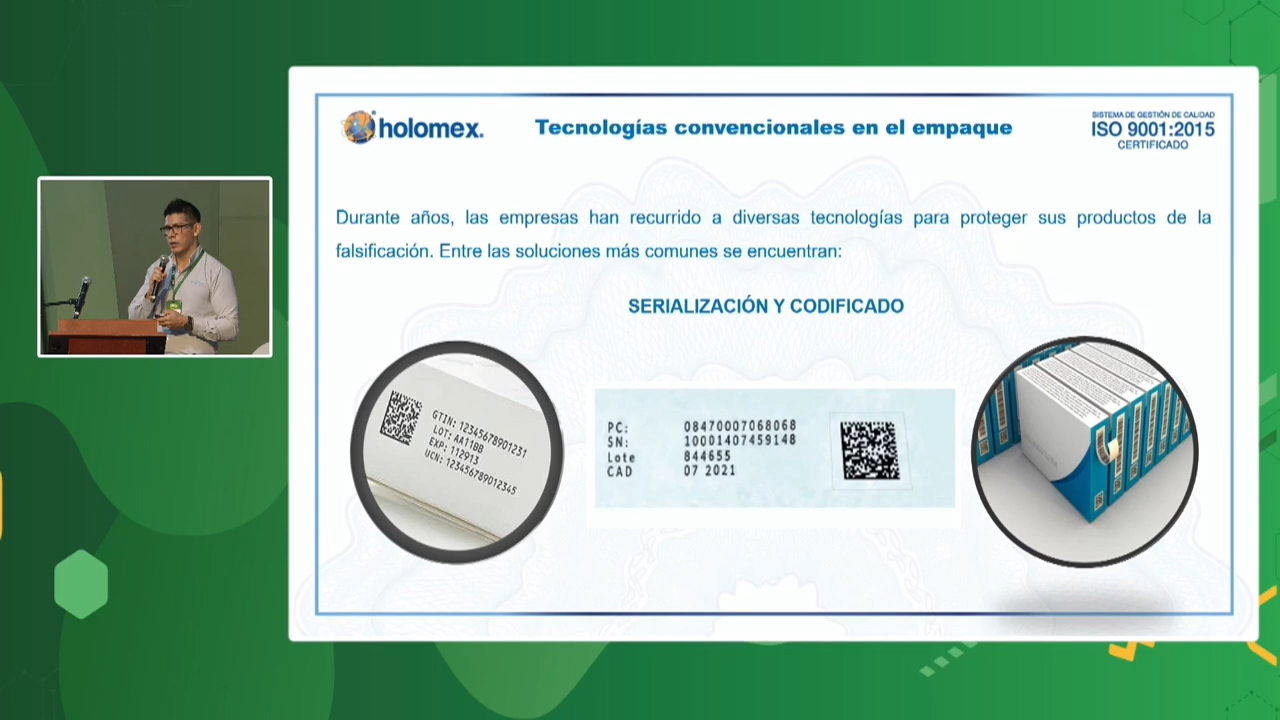 holomex.
Tecnologías convencionales en el empaque
SISTEMA DE GESTIÓN DE CALIDAD
ISO 9001:2015
CERTIFICADO
Durante años, las empresas han recurrido a diversas tecnologías para proteger sus productos de la
falsificación. Entre las soluciones más comunes se encuentran:
SERIALIZACIÓN Y CODIFICADO
GTIN: 12345678901231
LOT: AA11BB
EXP: 112913
UCN: 123456789012345
PC: 08470007068068
SN: 10001407459148
Lote 844655
CAD 07 2021